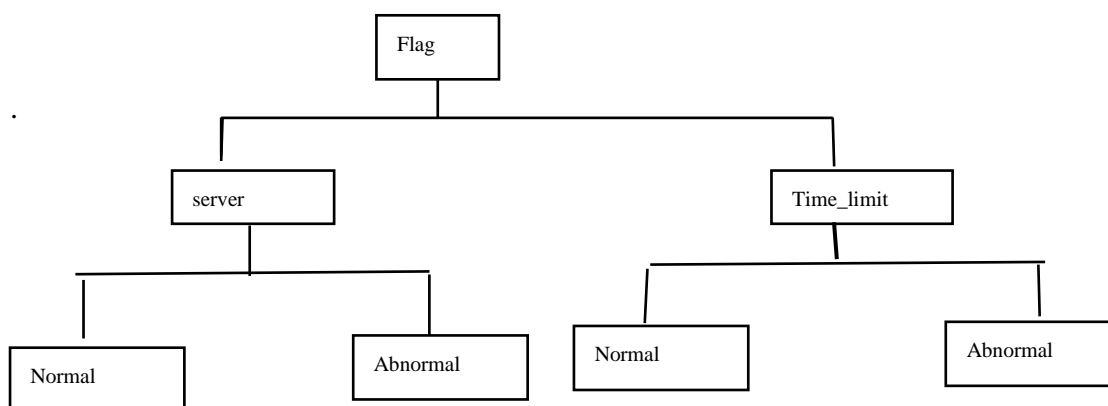 Flag
.
server
Time_limit
Normal
Abnormal
Normal
Abnormal